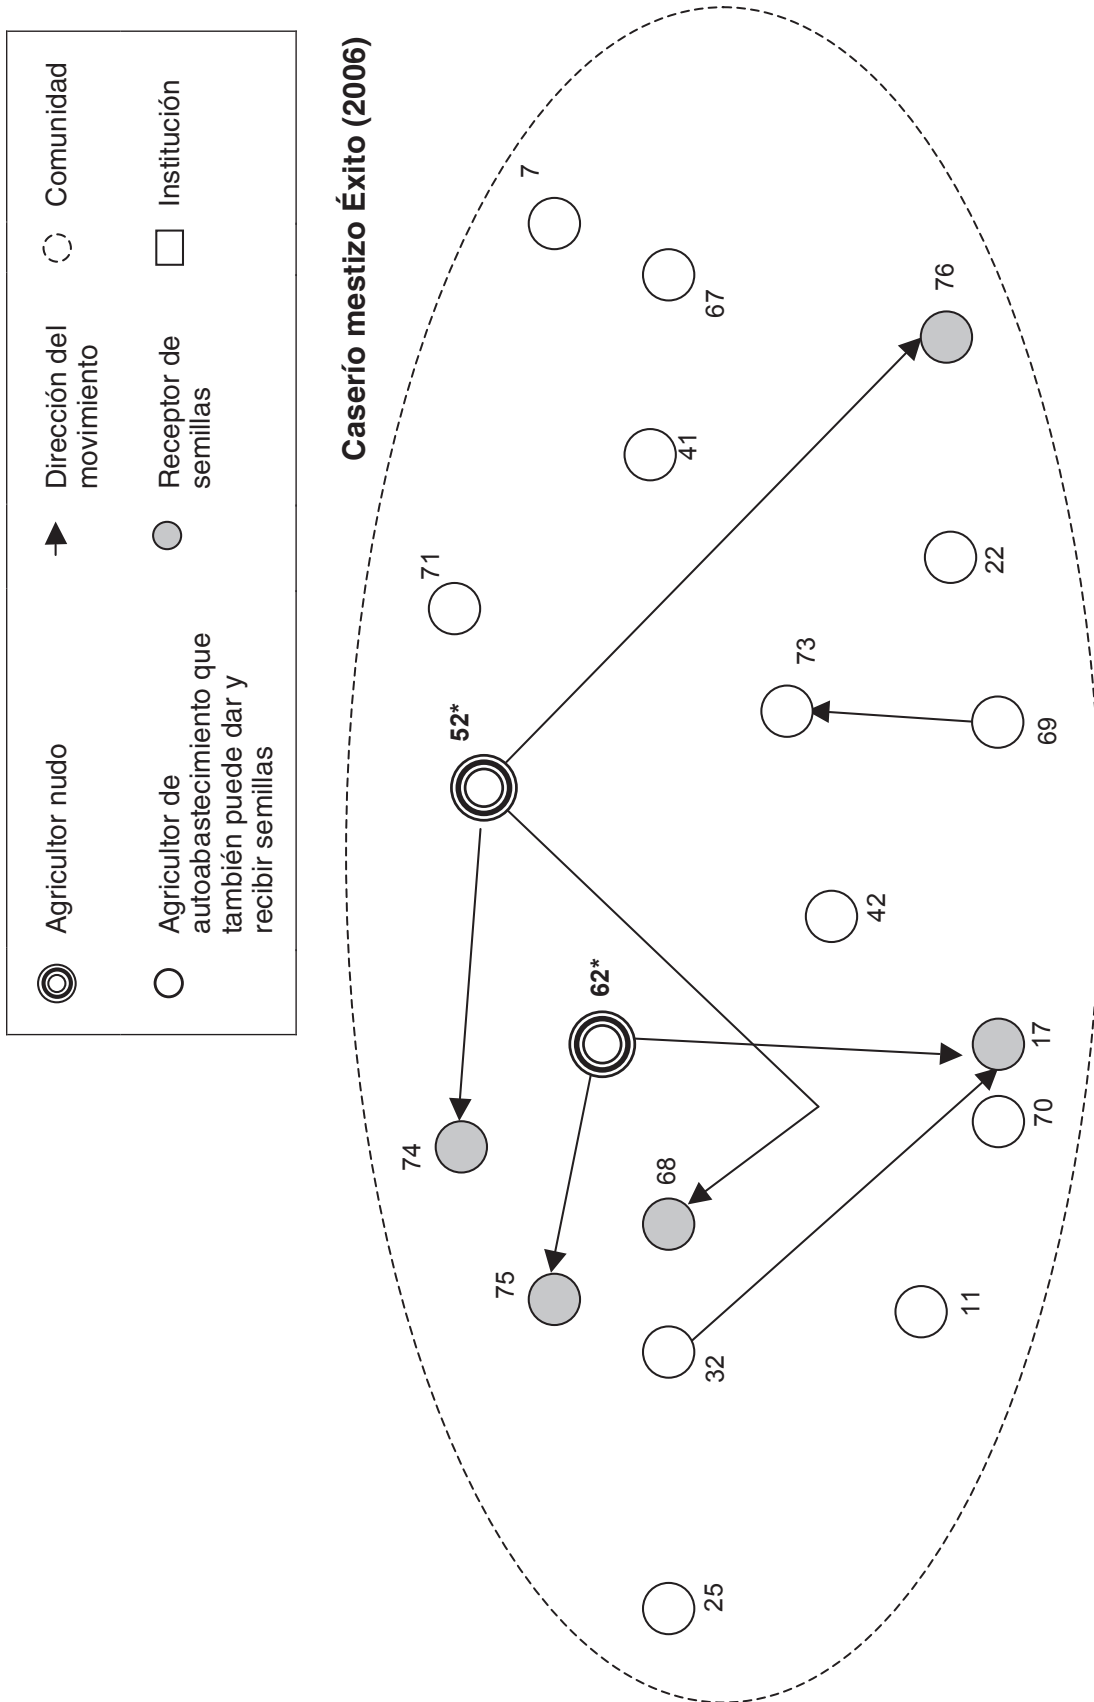 Agricultor nudo
Dirección del
movimiento
Comunidad
Agricultor de
autoabastecimiento que
también puede dar y
recibir semillas
Receptor de
semillas
Institución
Caserío mestizo Éxito (2006)
7
71
52*
67
74
41
62*
75
68
76
73
32
42
25
22
69
17
70
11